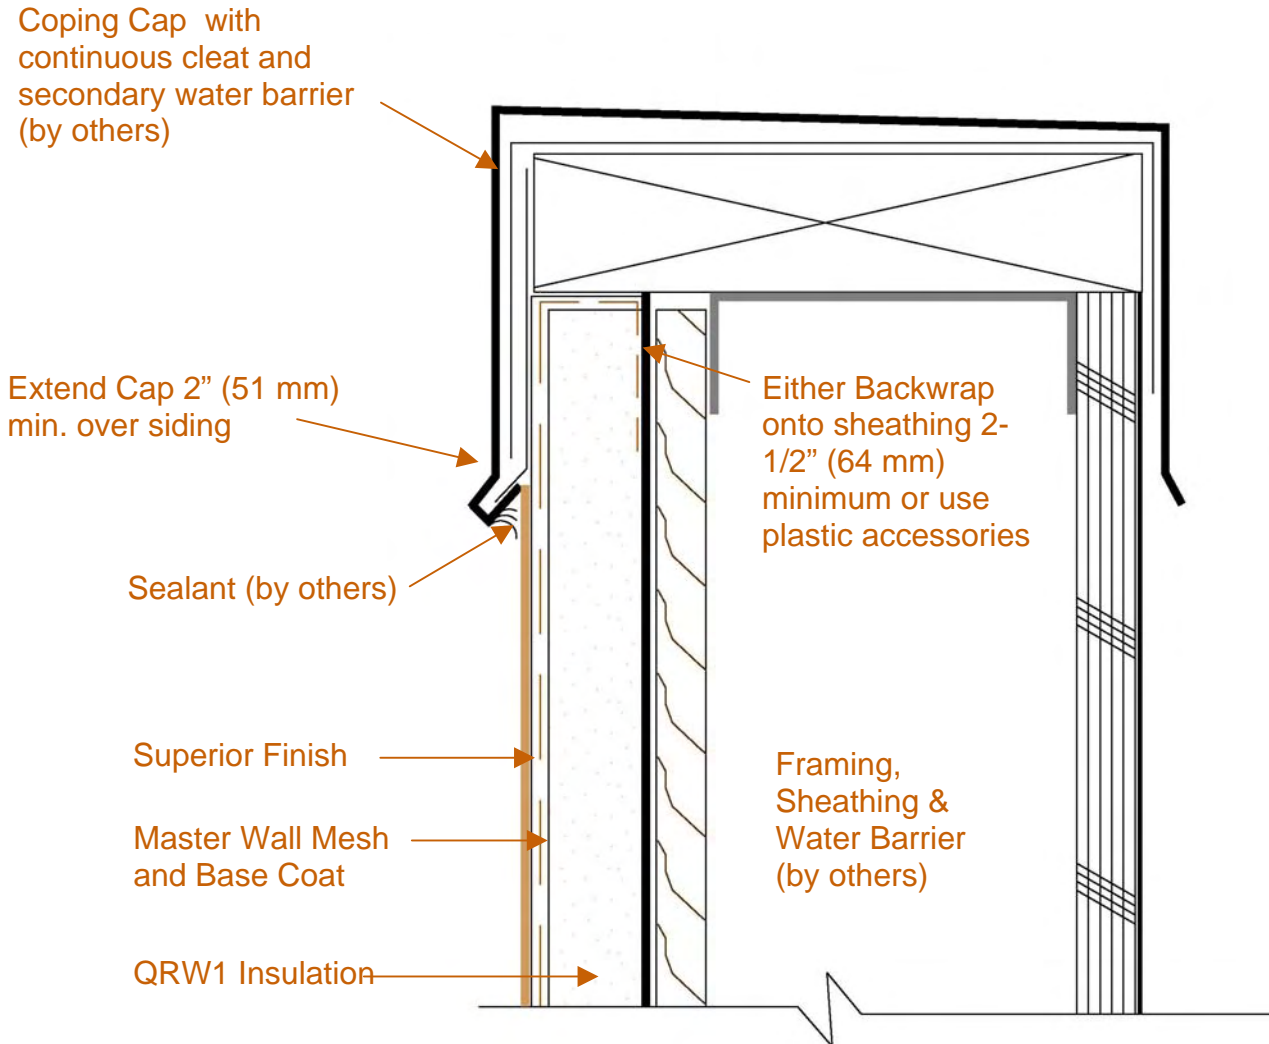 Coping Cap with
continuous cleat and
secondary water barrier
(by others)
Extend Cap 2” (51 mm)
min. over siding
Either Backwrap
onto sheathing 2-
1/2” (64 mm)
minimum or use
plastic accessories
Sealant (by others)
Superior Finish
Master Wall Mesh
and Base Coat
QRW1 Insulation
Framing,
Sheathing &
Water Barrier
(by others)